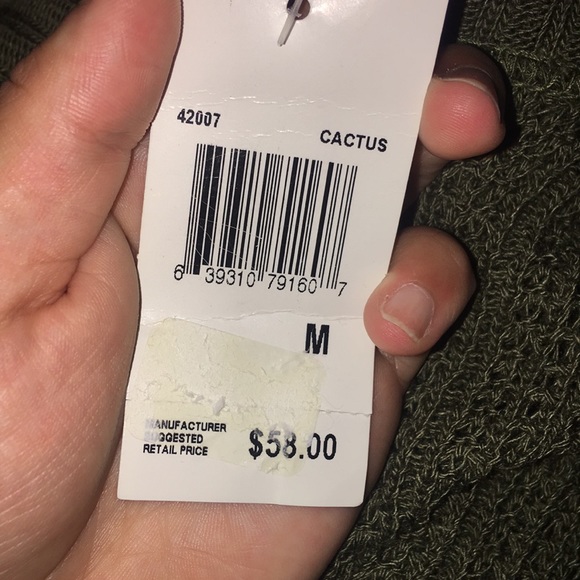 42007
CACTUS
6 39310 79160 7
M
MANUFACTURER
SUGGESTED
RETAIL PRICE
$58.00